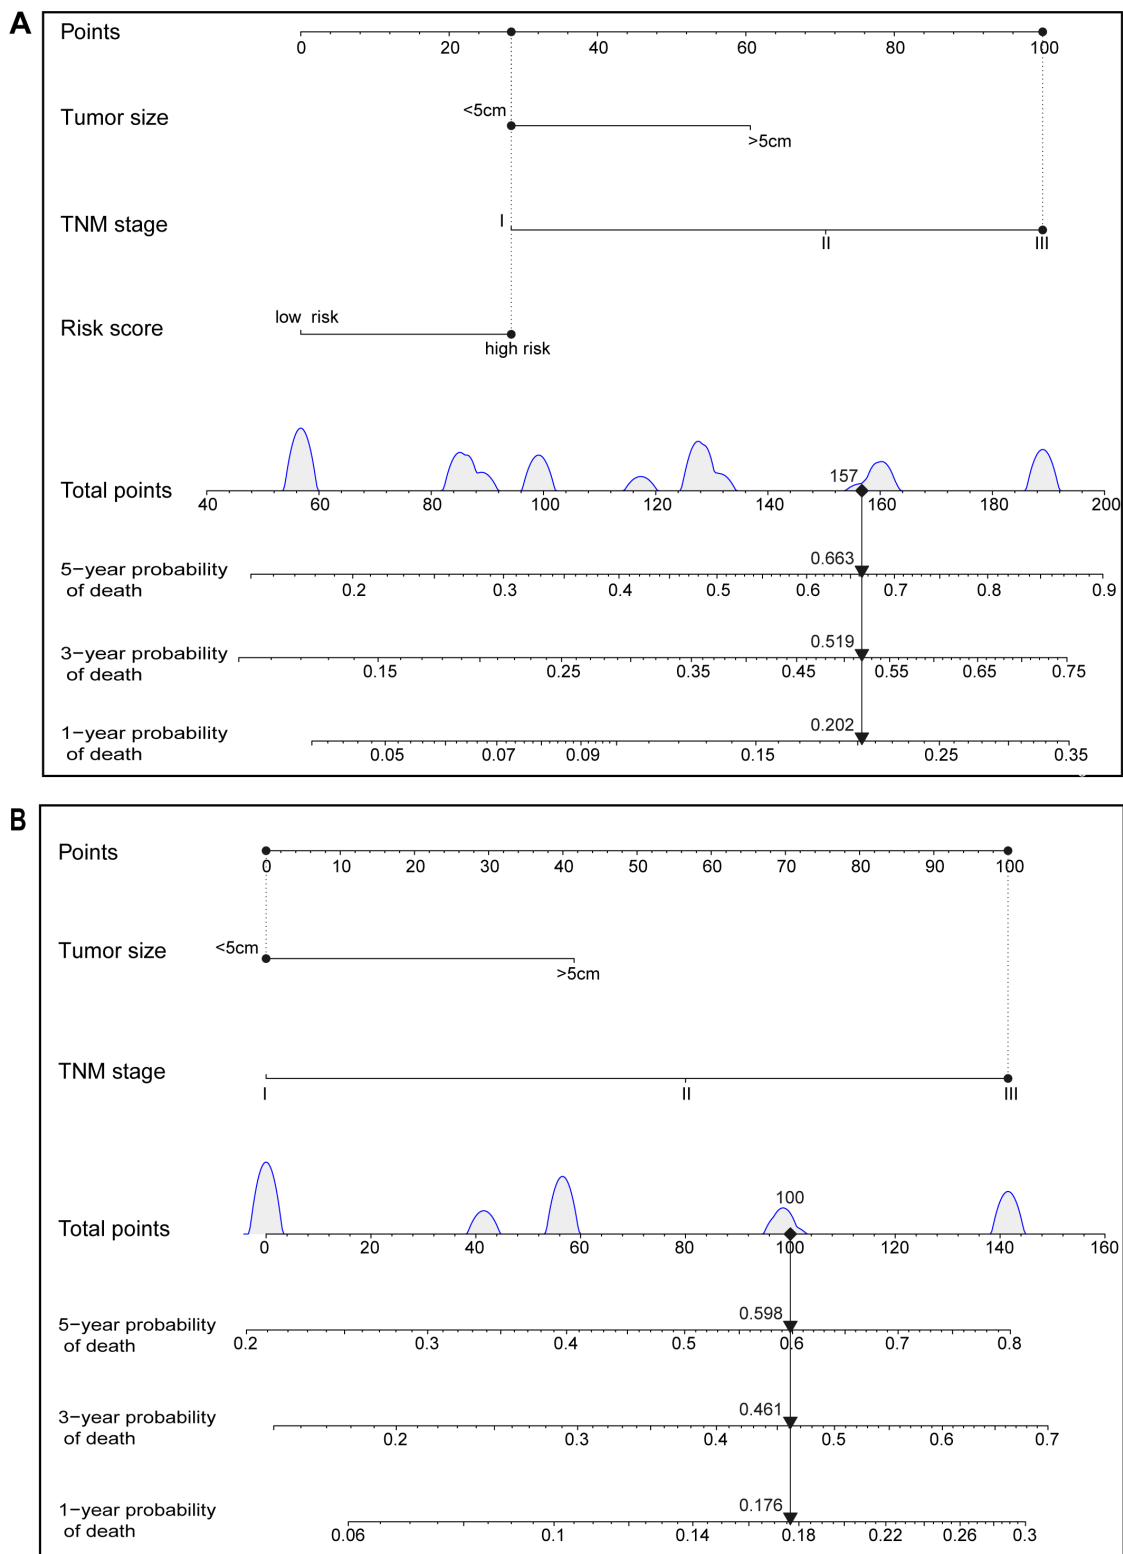 A
Points
0 20 40 60 80 100
Tumor size
<5cm
>5cm
TNM stage
I
II
III
Risk score
low risk
high risk
157
Total points
40 60 80 100 120 140 160 180 200
0.663
5−year probability
of death
0.2 0.3 0.4 0.5 0.6 0.7 0.8 0.9
0.519
3−year probability
of death
0.15 0.25 0.35 0.45 0.55 0.65 0.75
0.202
1−year probability
of death
0.05 0.07 0.09 0.15 0.25 0.35
B
Points
0 10 20 30 40 50 60 70 80 90 100
Tumor size
<5cm
>5cm
TNM stage
I II III
100
Total points
0 20 40 60 80 100 120 140 160
0.598
5−year probability
of death
0.2 0.3 0.4 0.5 0.6 0.7 0.8
0.461
3−year probability
of death
0.2 0.3 0.4 0.5 0.6 0.7
0.176
1−year probability
of death
0.06 0.1 0.14 0.18 0.22 0.26 0.3